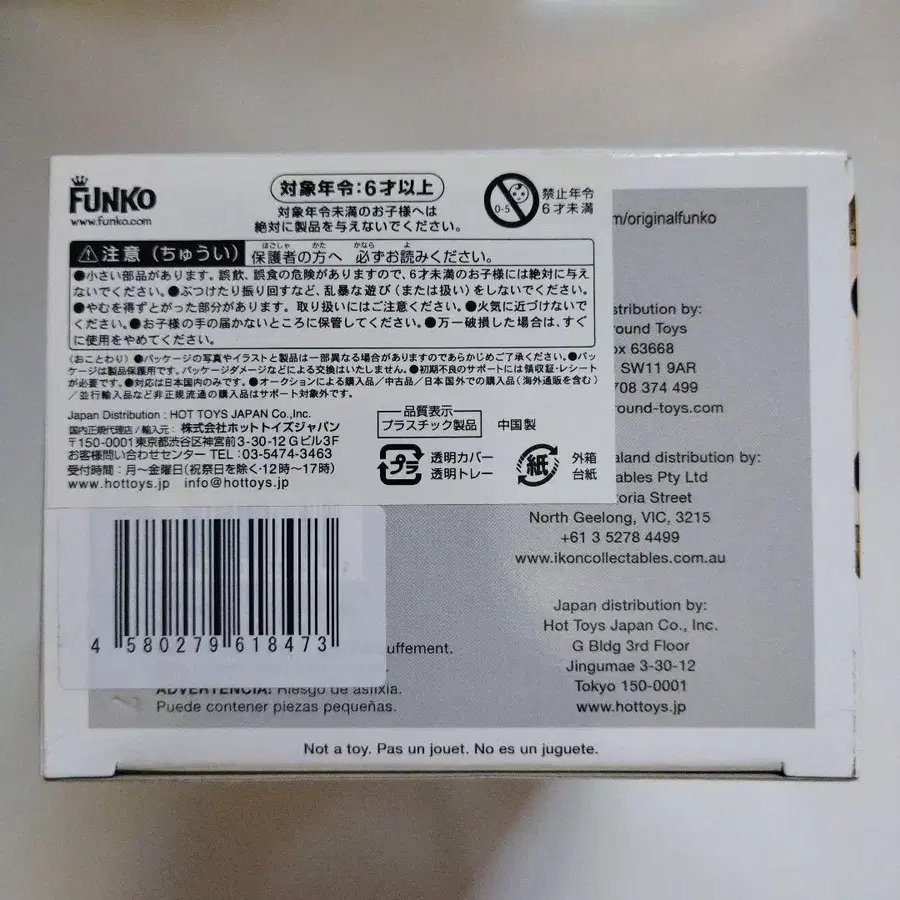 FUNKO
www.funko.com
対象年令:6才以上
対象年令未満のお子様へは
絶対に製品を与えないでください。
0-5
禁止年令
6才未満
注意(ちゅうい)
ほごしゃ かた かなら よ
保護者の方へ 必ずお読みください。
●小さい部品があります。誤飲、誤食の危険がありますので、6才未満のお子様には絶対に与え
ないでください。●ぶつけたり振り回すなど、乱暴な遊び(または扱い)をしないでください。
●やむを得ずとがった部分があります。取り扱いにはご注意ください。●火気に近づけないで
ください。●お子様の手の届かないところに保管してください。●万一破損した場合は、すぐ
に使用をやめてください。
(おことわり)●パッケージの写真やイラストと製品は一部異なる場合がありますのであらかじめご了承ください。●パッ
ケージは製品保護用です。パッケージダメージなどによる交換はいたしません。●初期不良のサポートには領収証・レシート
が必要です。●対応は日本国内のみです。●オークションによる購入品/中古品/日本国外での購入品(海外通販を含む)
/並行輸入品など非正規流通の購入品はサポート対象外です。
Japan Distribution : HOT TOYS JAPAN Co.,Inc.
国内正規代理店/輸入元: 株式会社ホットトイズジャパン
〒150-0001東京都渋谷区神宮前3-30-12 Gビル3F
お客様問い合わせセンター TEL:03-5474-3463
受付時間:月~金曜日(祝祭日を除く・12時~17時)
www.hottoys.jp info@hottoys.jp
品質表示
プラスチック製品
中国製
プラ
透明カバー
透明トレー
紙
外箱
台紙
m/originalfunko
stribution by:
round Toys
ox 63668
SW11 9AR
708 374 499
round-toys.com
aland distribution by:
tables Pty Ltd
toria Street
North Geelong, VIC, 3215
+61 3 5278 4499
www.ikoncollectables.com.au
Japan distribution by:
Hot Toys Japan Co., Inc.
G Bldg 3rd Floor
Jingumae 3-30-12
Tokyo 150-0001
www.hottoys.jp
4 580279 618473
uffement.
ADVERTENCIA: Riesgo de asfixia.
Puede contener piezas pequeñas.
Not a toy. Pas un jouet. No es un juguete.